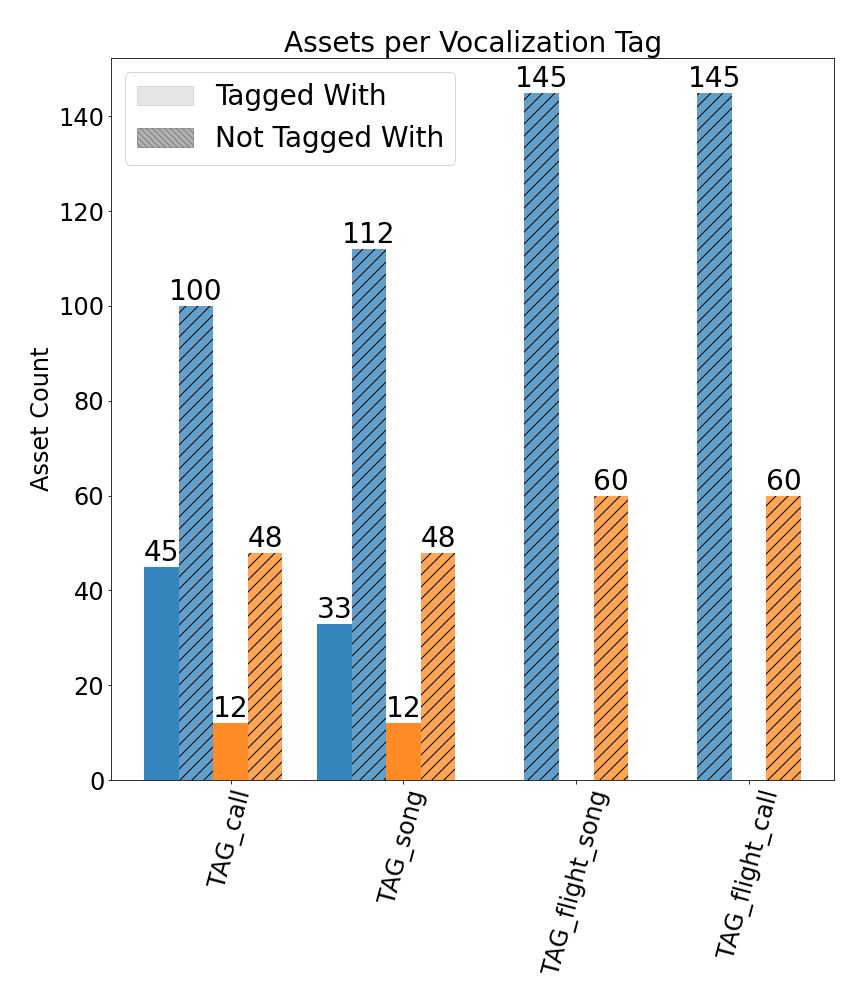 Assets per Vocalization Tag
Tagged With
Not Tagged With
Asset Count
140
120
100
80
60
40
20
0
45
100
12
48
33
112
12
48
145
60
145
60
TAG_call
TAG_song
TAG_flight_song
TAG_flight_call